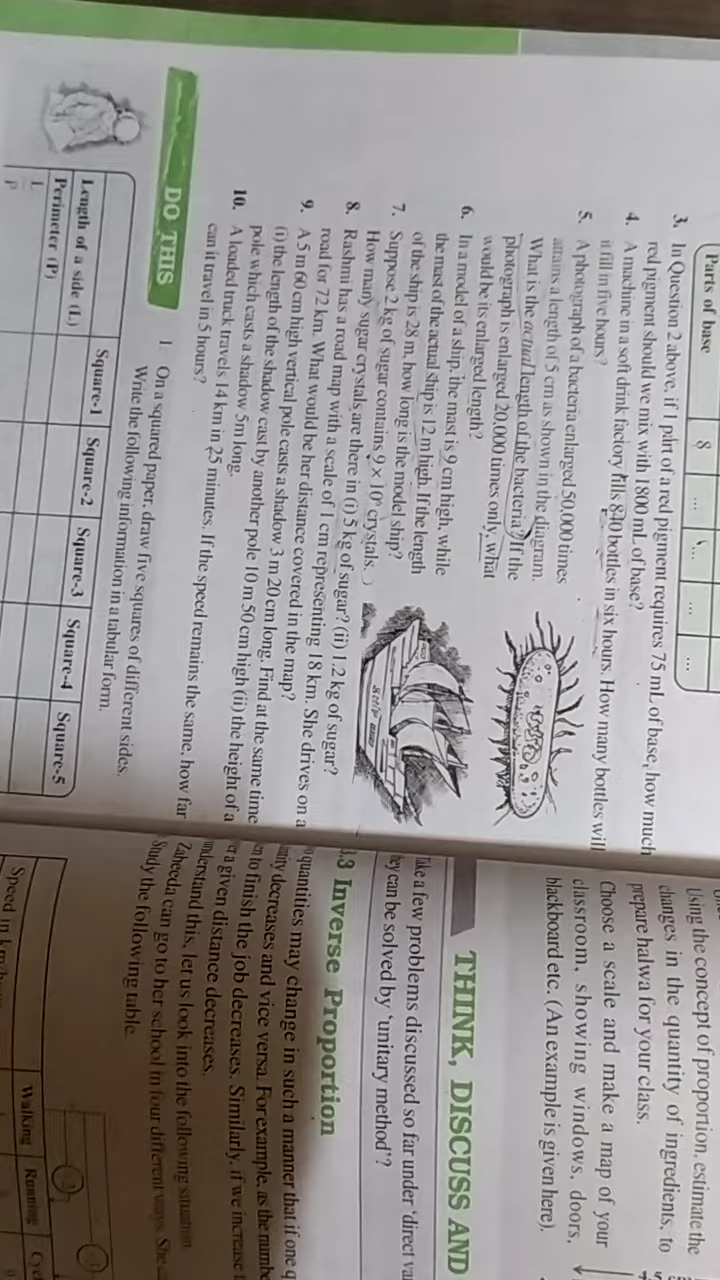 Parts of base
8
...
...
...
...
3. In Question 2 above, if 1 part of a red pigment requires 75 mL of base, how much
red pigment should we mix with 1800 mL of base?
4. A machine in a soft drink factory fills 840 bottles in six hours. How many bottles will
it fill in five hours?
5. A photograph of a bacteria enlarged 50,000 times
attains a length of 5 cm as shown in the diagram.
What is the actual length of the bacteria? If the
photograph is enlarged 20,000 times only, what
would be its enlarged length?
6. In a model of a ship, the mast is 9 cm high, while
the mast of the actual ship is 12 m high. If the length
of the ship is 28 m, how long is the model ship?
7. Suppose 2 kg of sugar contains 9 × 10⁶ crystals.
How many sugar crystals are there in (i) 5 kg of sugar? (ii) 1.2 kg of sugar?
8. Rashmi has a road map with a scale of 1 cm representing 18 km. She drives on a
road for 72 km. What would be her distance covered in the map?
9. A 5 m 60 cm high vertical pole casts a shadow 3 m 20 cm long. Find at the same time
(i) the length of the shadow cast by another pole 10 m 50 cm high (ii) the height of a
pole which casts a shadow 5m long.
10. A loaded truck travels 14 km in 25 minutes. If the speed remains the same, how far
can it travel in 5 hours?
DO THIS
1. On a squared paper, draw five squares of different sides.
Write the following information in a tabular form.
Square-1 Square-2 Square-3 Square-4 Square-5
Length of a side (L)
Perimeter (P)
L
P
Using the concept of proportion, estimate the
changes in the quantity of ingredients, to
prepare halwa for your class.
Choose a scale and make a map of your
classroom, showing windows, doors,
blackboard etc. (An example is given here).
THINK, DISCUSS AND
a few problems discussed so far under 'direct
can be solved by 'unitary method'?
.3 Inverse Proportion
quantities may change in such a manner that if one
decreases and vice versa. For example, as the
to finish the job decreases. Similarly, if we increase
a given distance decreases.
understand this, let us look into the following situation.
Zaheeda can go to her school in four different ways. She
Study the following table.
Walking Running
Speed in